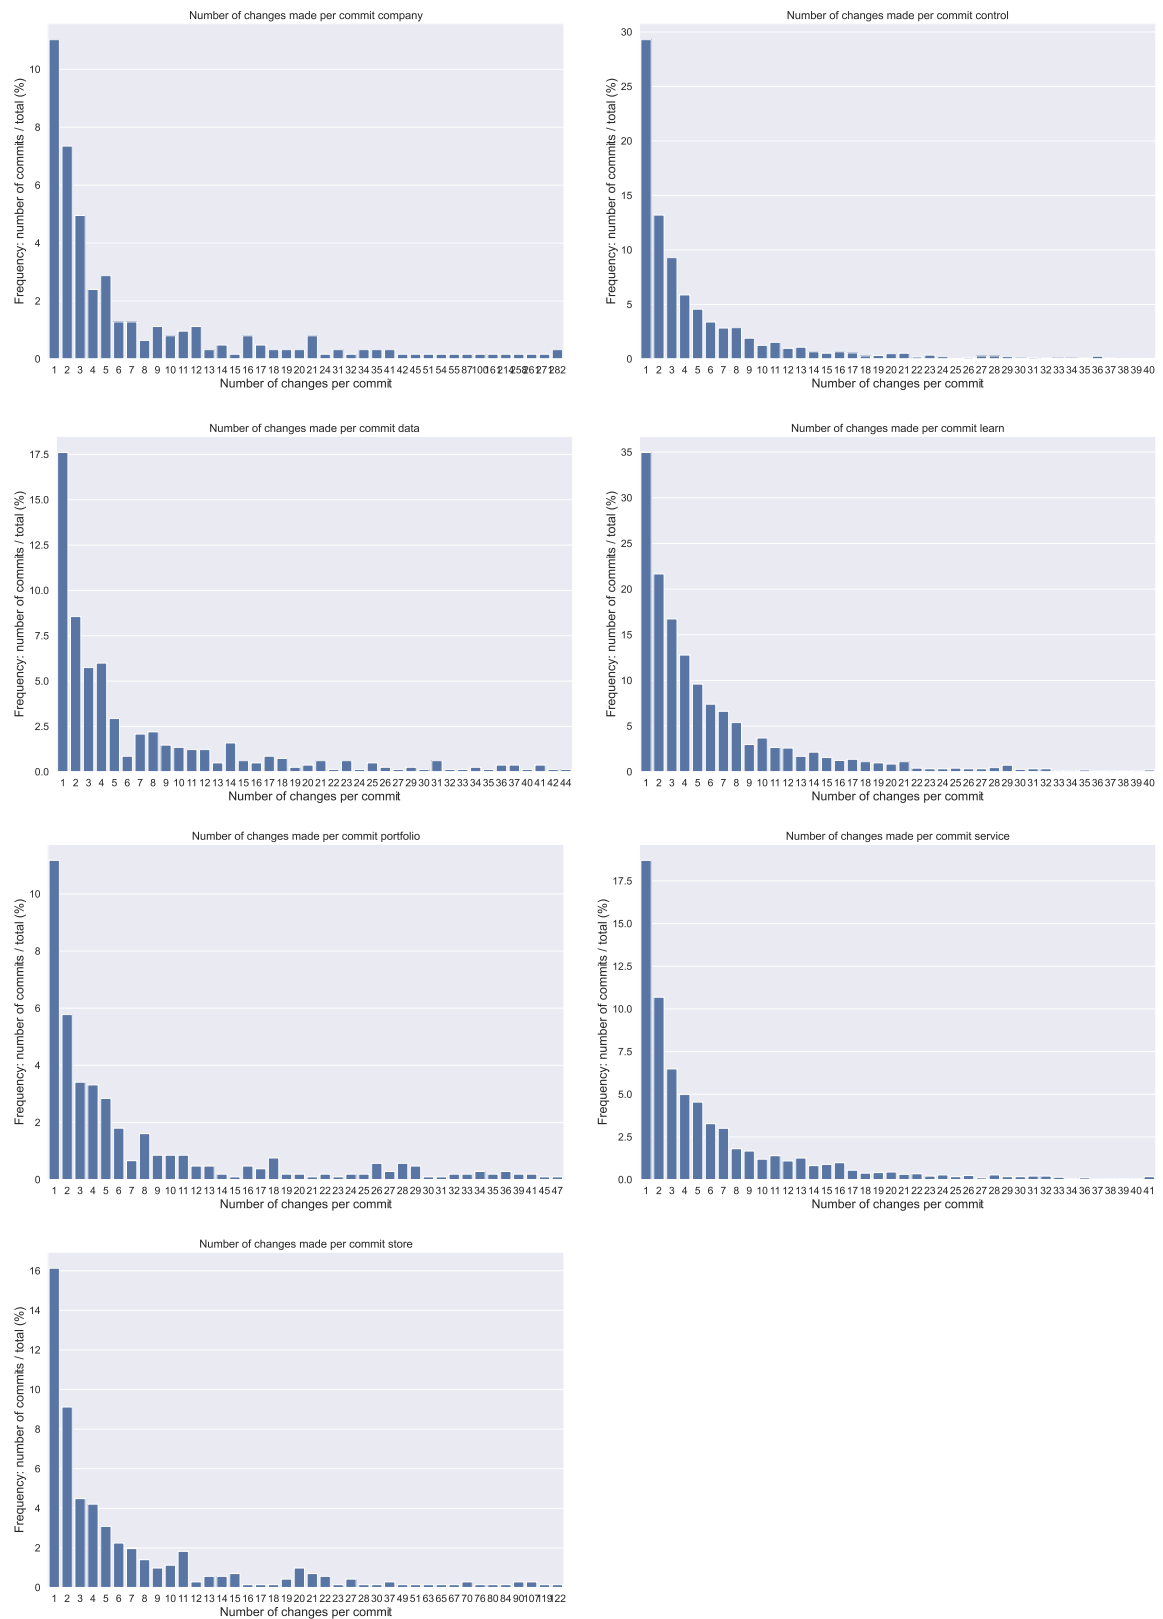 Number of changes made per commit company
Frequency: number of commits / total (%)
10
8
6
4
2
0
1 2 3 4 5 6 7 8 9 10 11 12 13 14 15 16 17 18 19 20 21 24 31 32 34 35 41 42 45 51 54 55 87 100 161 214 258 261 271 282
Number of changes per commit
Number of changes made per commit control
Frequency: number of commits / total (%)
30
25
20
15
10
5
0
1 2 3 4 5 6 7 8 9 10 11 12 13 14 15 16 17 18 19 20 21 22 23 24 25 26 27 28 29 30 31 32 33 34 35 36 37 38 39 40
Number of changes per commit
Number of changes made per commit data
Frequency: number of commits / total (%)
17.5
15.0
12.5
10.0
7.5
5.0
2.5
0.0
1 2 3 4 5 6 7 8 9 10 11 12 13 14 15 16 17 18 19 20 21 22 23 24 25 26 27 29 30 31 32 33 34 35 36 37 40 41 42 44
Number of changes per commit
Number of changes made per commit learn
Frequency: number of commits / total (%)
35
30
25
20
15
10
5
0
1 2 3 4 5 6 7 8 9 10 11 12 13 14 15 16 17 18 19 20 21 22 23 24 25 26 27 28 29 30 31 32 33 34 35 36 37 38 39 40
Number of changes per commit
Number of changes made per commit portfolio
Frequency: number of commits / total (%)
10
8
6
4
2
0
1 2 3 4 5 6 7 8 9 10 11 12 13 14 15 16 17 18 19 20 21 22 23 24 25 26 27 28 29 30 31 32 33 34 35 38 39 41 45 47
Number of changes per commit
Number of changes made per commit service
Frequency: number of commits / total (%)
17.5
15.0
12.5
10.0
7.5
5.0
2.5
0.0
1 2 3 4 5 6 7 8 9 10 11 12 13 14 15 16 17 18 19 20 21 22 23 24 25 26 27 28 29 30 31 32 33 34 35 37 38 39 40 41
Number of changes per commit
Number of changes made per commit store
Frequency: number of commits / total (%)
16
14
12
10
8
6
4
2
0
1 2 3 4 5 6 7 8 9 10 11 12 13 14 15 16 17 18 19 20 21 22 23 27 28 30 37 49 51 63 65 67 70 76 80 84 90 107 119 122
Number of changes per commit